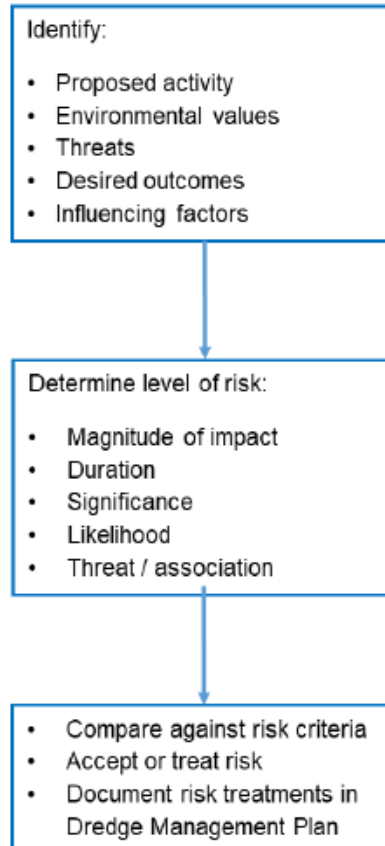 Identify:
• Proposed activity
• Environmental values
• Threats
• Desired outcomes
• Influencing factors
Determine level of risk:
• Magnitude of impact
• Duration
• Significance
• Likelihood
• Threat / association
• Compare against risk criteria
• Accept or treat risk
• Document risk treatments in
Dredge Management Plan